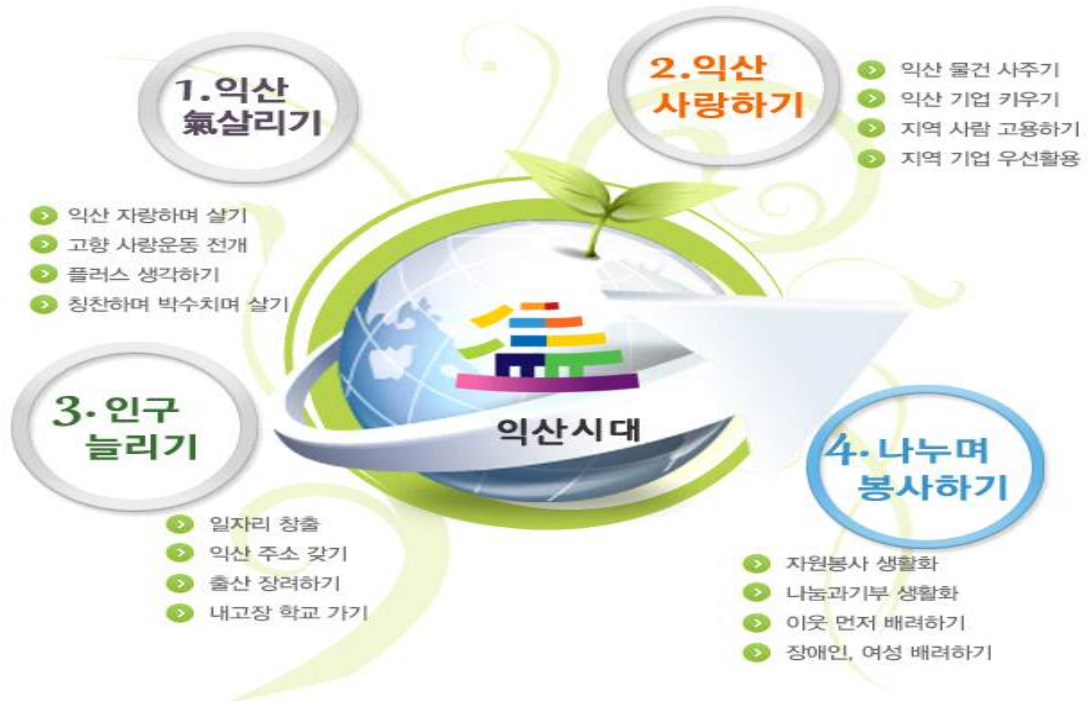 1.익산
氣살리기
익산 자랑하며 살기
고향 사랑운동 전개
플러스 생각하기
칭찬하며 박수치며 살기
2.익산
사랑하기
익산 물건 사주기
익산 기업 키우기
지역 사람 고용하기
지역 기업 우선활용
익산시대
3.인구
늘리기
일자리 창출
익산 주소 갖기
출산 장려하기
내고장 학교 가기
4.나누며
봉사하기
자원봉사 생활화
나눔과기부 생활화
이웃 먼저 배려하기
장애인, 여성 배려하기